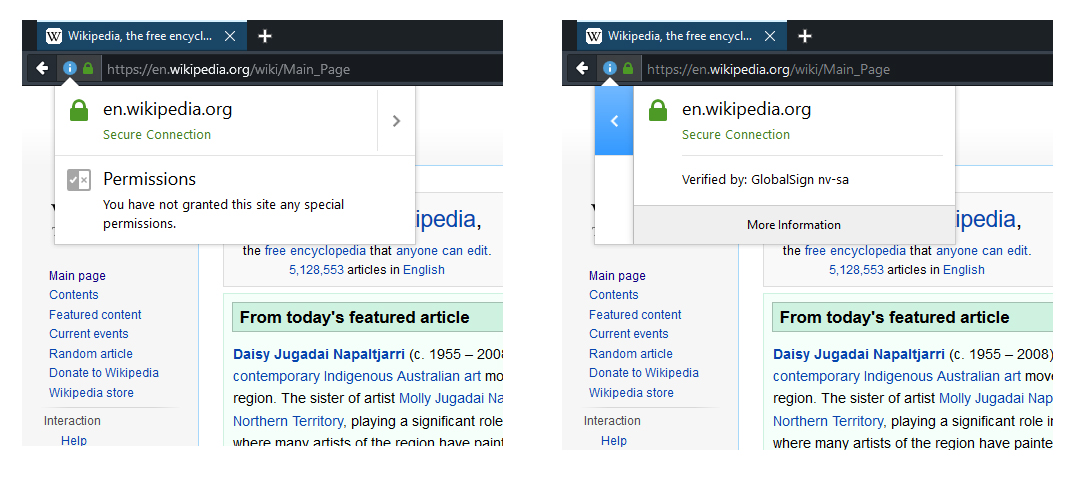 W Wikipedia, the free encycl...
https://en.wikipedia.org/wiki/Main_Page
en.wikipedia.org
Secure Connection
Permissions
You have not granted this site any special
permissions.
ipedia,
the free encyclopedia that anyone can edit.
5,128,553 articles in English
Main page
Contents
Featured content
Current events
Random article
Donate to Wikipedia
Wikipedia store
Interaction
Help
From today's featured article
Daisy Jugadai Napaltjarri (c. 1955 – 2008
contemporary Indigenous Australian art mo
region. The sister of artist Molly Jugadai Na
Northern Territory, playing a significant role
where many artists of the region have paint
W Wikipedia, the free encycl...
https://en.wikipedia.org/wiki/Main_Page
en.wikipedia.org
Secure Connection
Verified by: GlobalSign nv-sa
More Information
ipedia,
the free encyclopedia that anyone can edit.
5,128,553 articles in English
Main page
Contents
Featured content
Current events
Random article
Donate to Wikipedia
Wikipedia store
Interaction
Help
From today's featured article
Daisy Jugadai Napaltjarri (c. 1955 – 2008)
contemporary Indigenous Australian art move
region. The sister of artist Molly Jugadai Nap
Northern Territory, playing a significant role in
where many artists of the region have painte